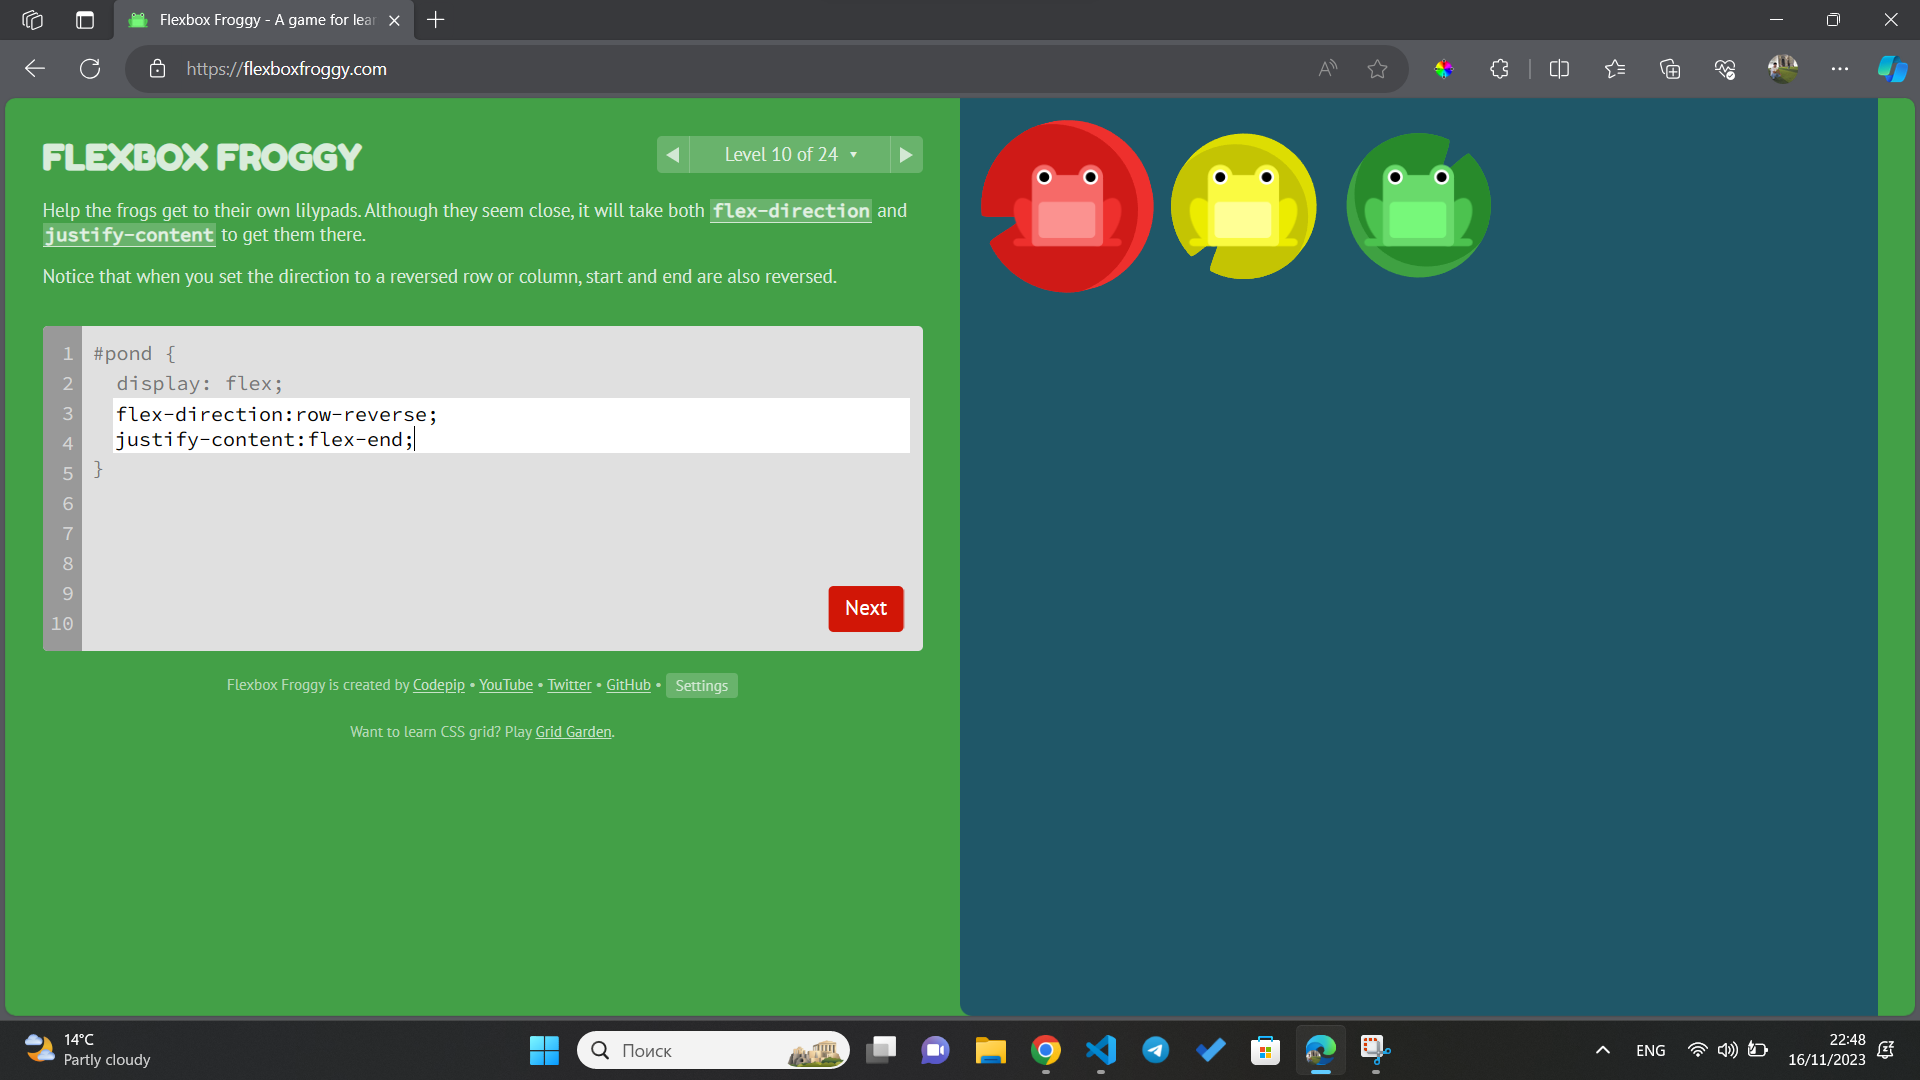 Flexbox Froggy - A game for lear
https://flexboxfroggy.com
FLEXBOX FROGGY
Level 10 of 24
Help the frogs get to their own lilypads. Although they seem close, it will take both flex-direction and
justify-content to get them there.
Notice that when you set the direction to a reversed row or column, start and end are also reversed.
1 #pond {
2 display: flex;
3 flex-direction:row-reverse;
4 justify-content:flex-end;
5 }
6
7
8
9
10
Next
Flexbox Froggy is created by Codepip • YouTube • Twitter • GitHub • Settings
Want to learn CSS grid? Play Grid Garden.
14°C
Partly cloudy
Поиск
ENG
22:48
16/11/2023